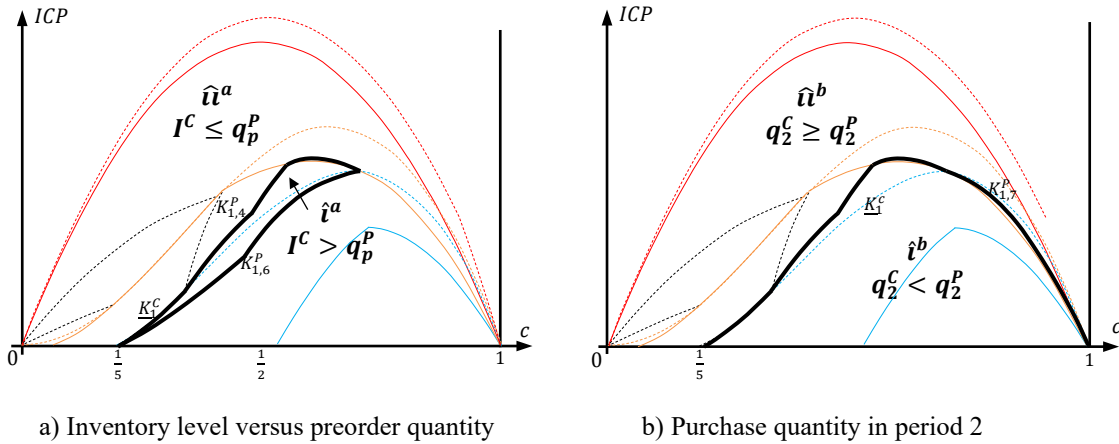 ICP
ûû^a
I^C ≤ q_p^P
K_{1,4}^P
î^a
I^C > q_p^P
K_{1,6}^P
K_1^C
c
0
1/5
1/2
1
a) Inventory level versus preorder quantity
ICP
ûû^b
q_2^C ≥ q_2^P
K_{1,7}^P
K_1^c
î^b
q_2^C < q_2^P
c
0
1/5
1
b) Purchase quantity in period 2